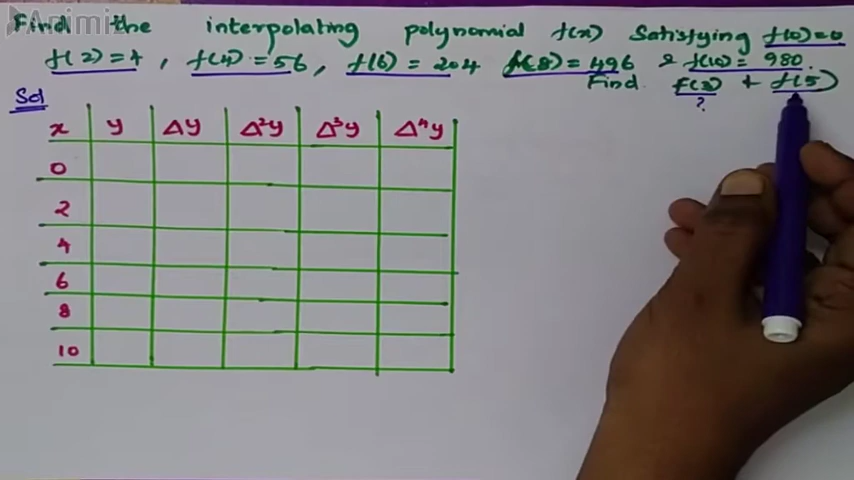 Animiz
Find the interpolating polynomial f(x) satisfying f(0)=0
f(2)=4, f(4)=56, f(6)=204 f(8)=496 & f(10)=980.
Find f(3) + f(5)
?
Sol
x y Δy Δ²y Δ³y Δ⁴y
0
2
4
6
8
10